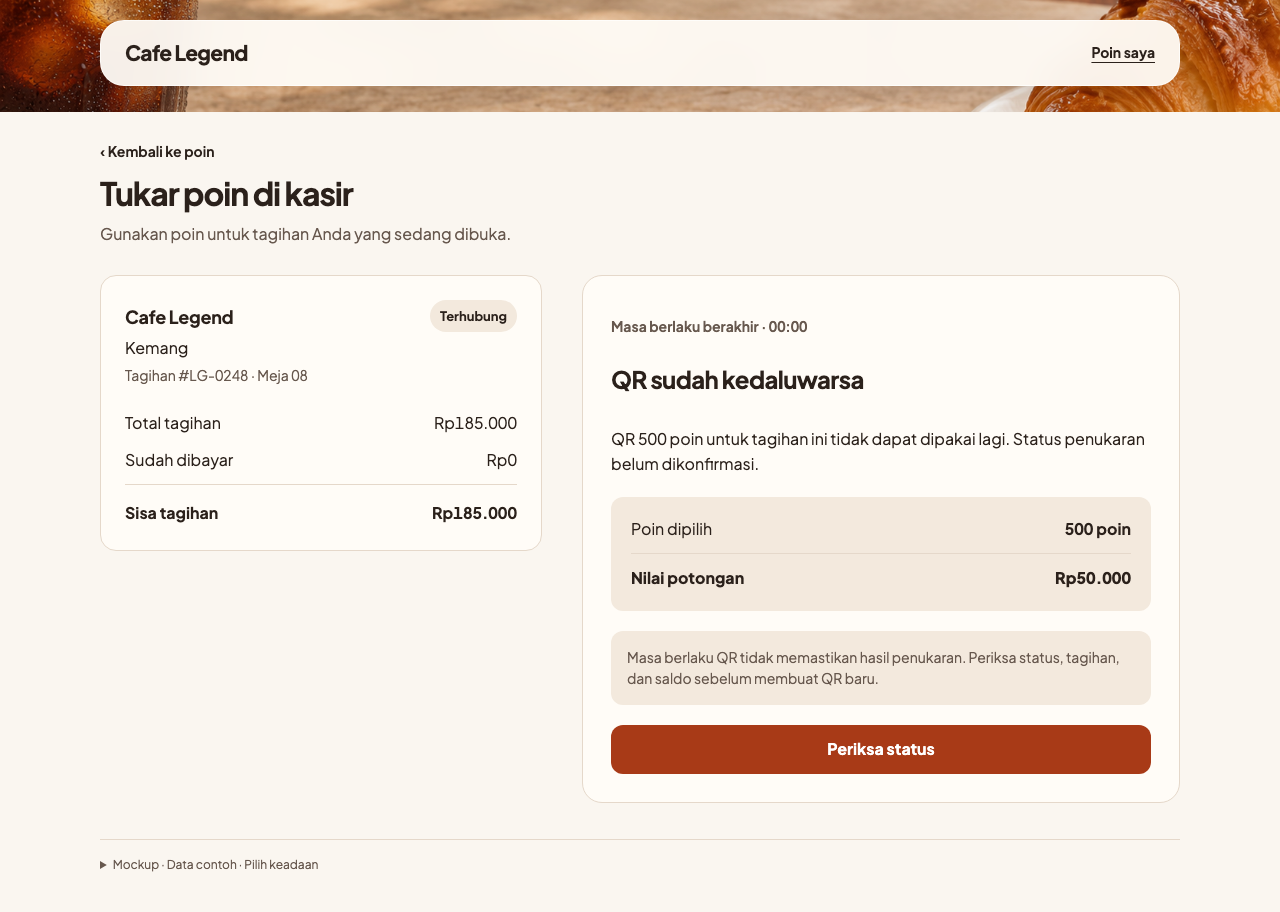 Cafe Legend
Poin saya
‹ Kembali ke poin
Tukar poin di kasir
Gunakan poin untuk tagihan Anda yang sedang dibuka.
Cafe Legend
Terhubung
Kemang
Tagihan #LG-0248 · Meja 08
Total tagihan Rp185.000
Sudah dibayar Rp0
Sisa tagihan Rp185.000
Masa berlaku berakhir · 00:00
QR sudah kedaluwarsa
QR 500 poin untuk tagihan ini tidak dapat dipakai lagi. Status penukaran
belum dikonfirmasi.
Poin dipilih 500 poin
Nilai potongan Rp50.000
Masa berlaku QR tidak memastikan hasil penukaran. Periksa status, tagihan,
dan saldo sebelum membuat QR baru.
Periksa status
▶ Mockup · Data contoh · Pilih keadaan